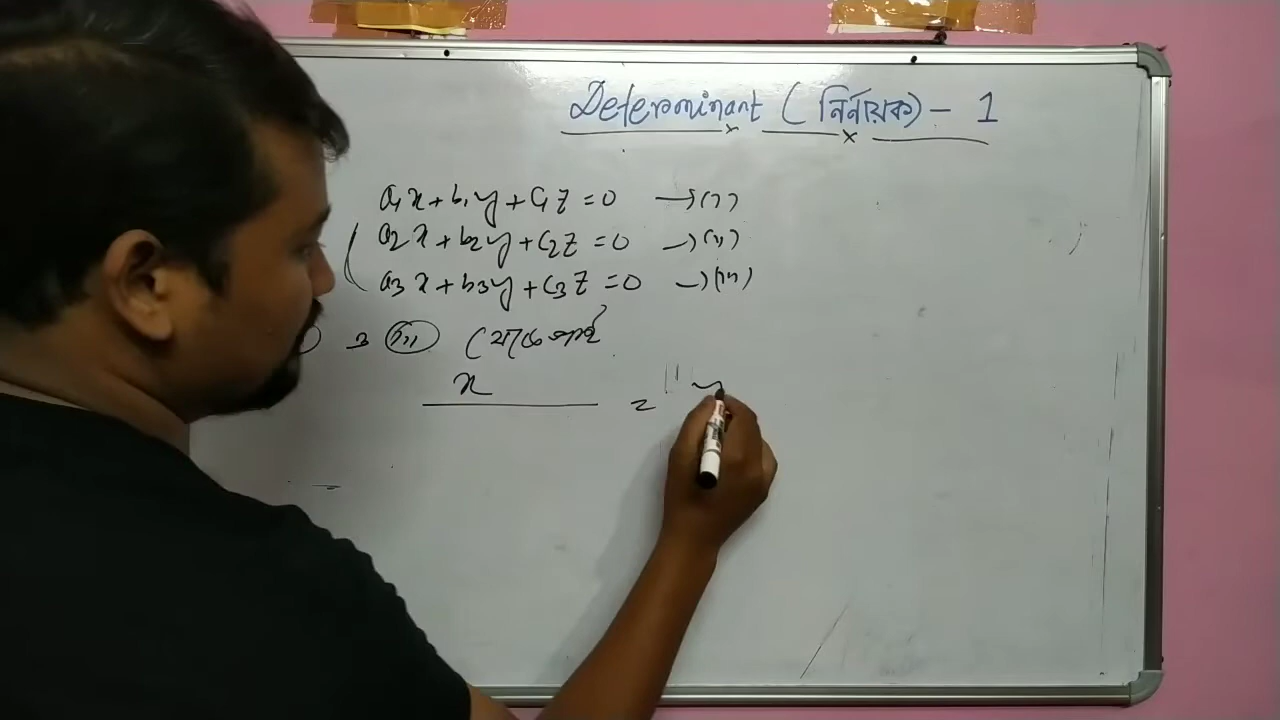 Determinant (নির্নায়ক) - 1
a₁x + b₁y + c₁z = 0 →(i)
a₂x + b₂y + c₂z = 0 →(ii)
a₃x + b₃y + c₃z = 0 →(iii)
(iii)
x = y